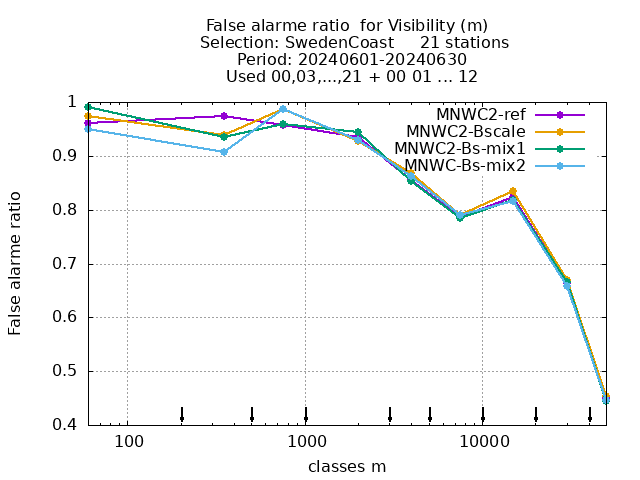 False alarme ratio  for Visibility (m)
Selection: SwedenCoast     21 stations
Period: 20240601-20240630
Used 00,03,...,21 + 00 01 ... 12
MNWC2-ref
MNWC2-Bscale
MNWC2-Bs-mix1
MNWC-Bs-mix2
False alarme ratio
1
0.9
0.8
0.7
0.6
0.5
0.4
100 1000 10000
classes m